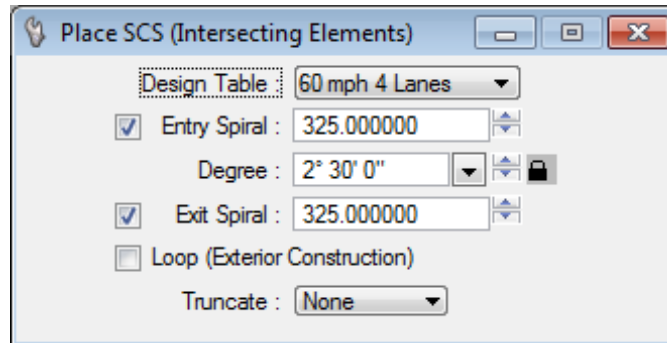 Place SCS (Intersecting Elements)
Design Table : 60 mph 4 Lanes
Entry Spiral : 325.000000
Degree : 2° 30' 0"
Exit Spiral : 325.000000
Loop (Exterior Construction)
Truncate : None